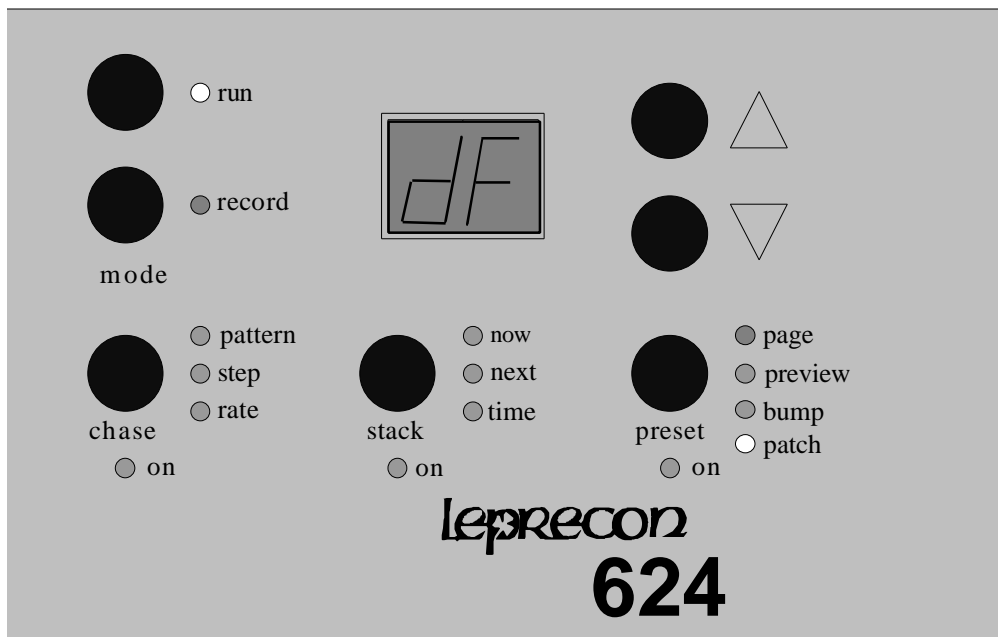 run
dF
record
mode
pattern
step
rate
chase
on
now
next
time
stack
on
page
preview
bump
patch
preset
on
leprecon
624